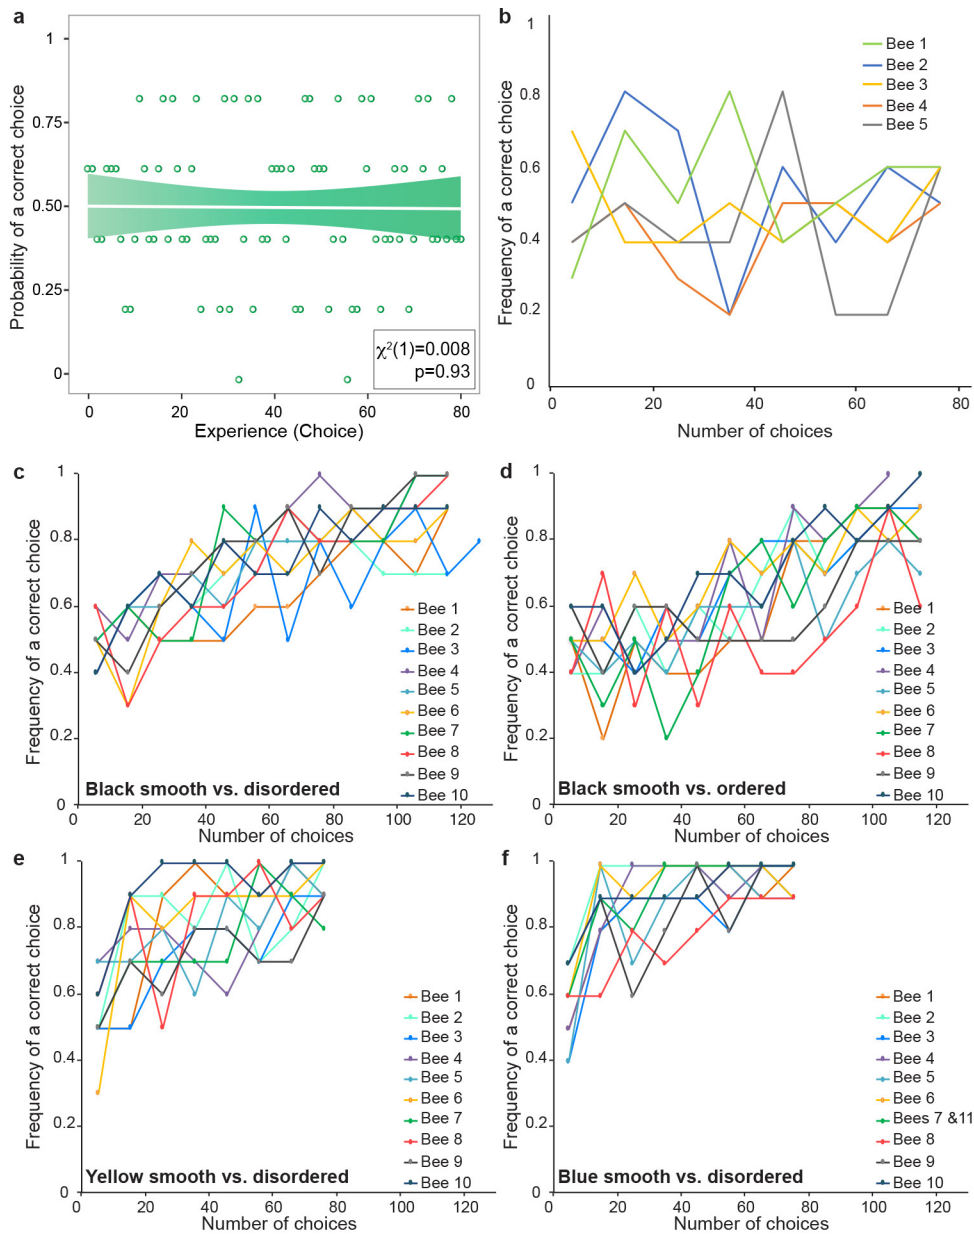 a
Probability of a correct choice
1
0.75
0.50
0.25
0
χ²(1)=0.008
p=0.93
0 20 40 60 80
Experience (Choice)
b
Frequency of a correct choice
1
0.8
0.6
0.4
0.2
0
Bee 1
Bee 2
Bee 3
Bee 4
Bee 5
0 20 40 60 80
Number of choices
c
Frequency of a correct choice
1
0.8
0.6
0.4
0.2
0
Bee 1
Bee 2
Bee 3
Bee 4
Bee 5
Bee 6
Bee 7
Bee 8
Bee 9
Bee 10
Black smooth vs. disordered
0 20 40 60 80 100 120
Number of choices
d
Frequency of a correct choice
1
0.8
0.6
0.4
0.2
0
Bee 1
Bee 2
Bee 3
Bee 4
Bee 5
Bee 6
Bee 7
Bee 8
Bee 9
Bee 10
Black smooth vs. ordered
0 20 40 60 80 100 120
Number of choices
e
Frequency of a correct choice
1
0.8
0.6
0.4
0.2
0
Bee 1
Bee 2
Bee 3
Bee 4
Bee 5
Bee 6
Bee 7
Bee 8
Bee 9
Bee 10
Yellow smooth vs. disordered
0 20 40 60 80 100 120
Number of choices
f
Frequency of a correct choice
1
0.8
0.6
0.4
0.2
0
Bee 1
Bee 2
Bee 3
Bee 4
Bee 5
Bee 6
Bees 7 &11
Bee 8
Bee 9
Bee 10
Blue smooth vs. disordered
0 20 40 60 80 100 120
Number of choices